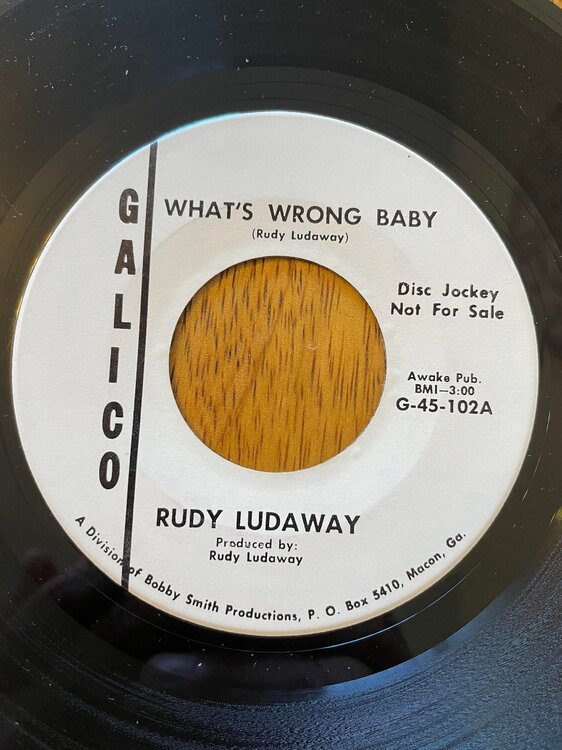 GALICO
WHAT'S WRONG BABY
(Rudy Ludaway)
Disc Jockey
Not For Sale
Awake Pub.
BMI—3:00
G-45-102A
RUDY LUDAWAY
Produced by:
Rudy Ludaway
A Division of Bobby Smith Productions, P. O. Box 5410, Macon, Ga.